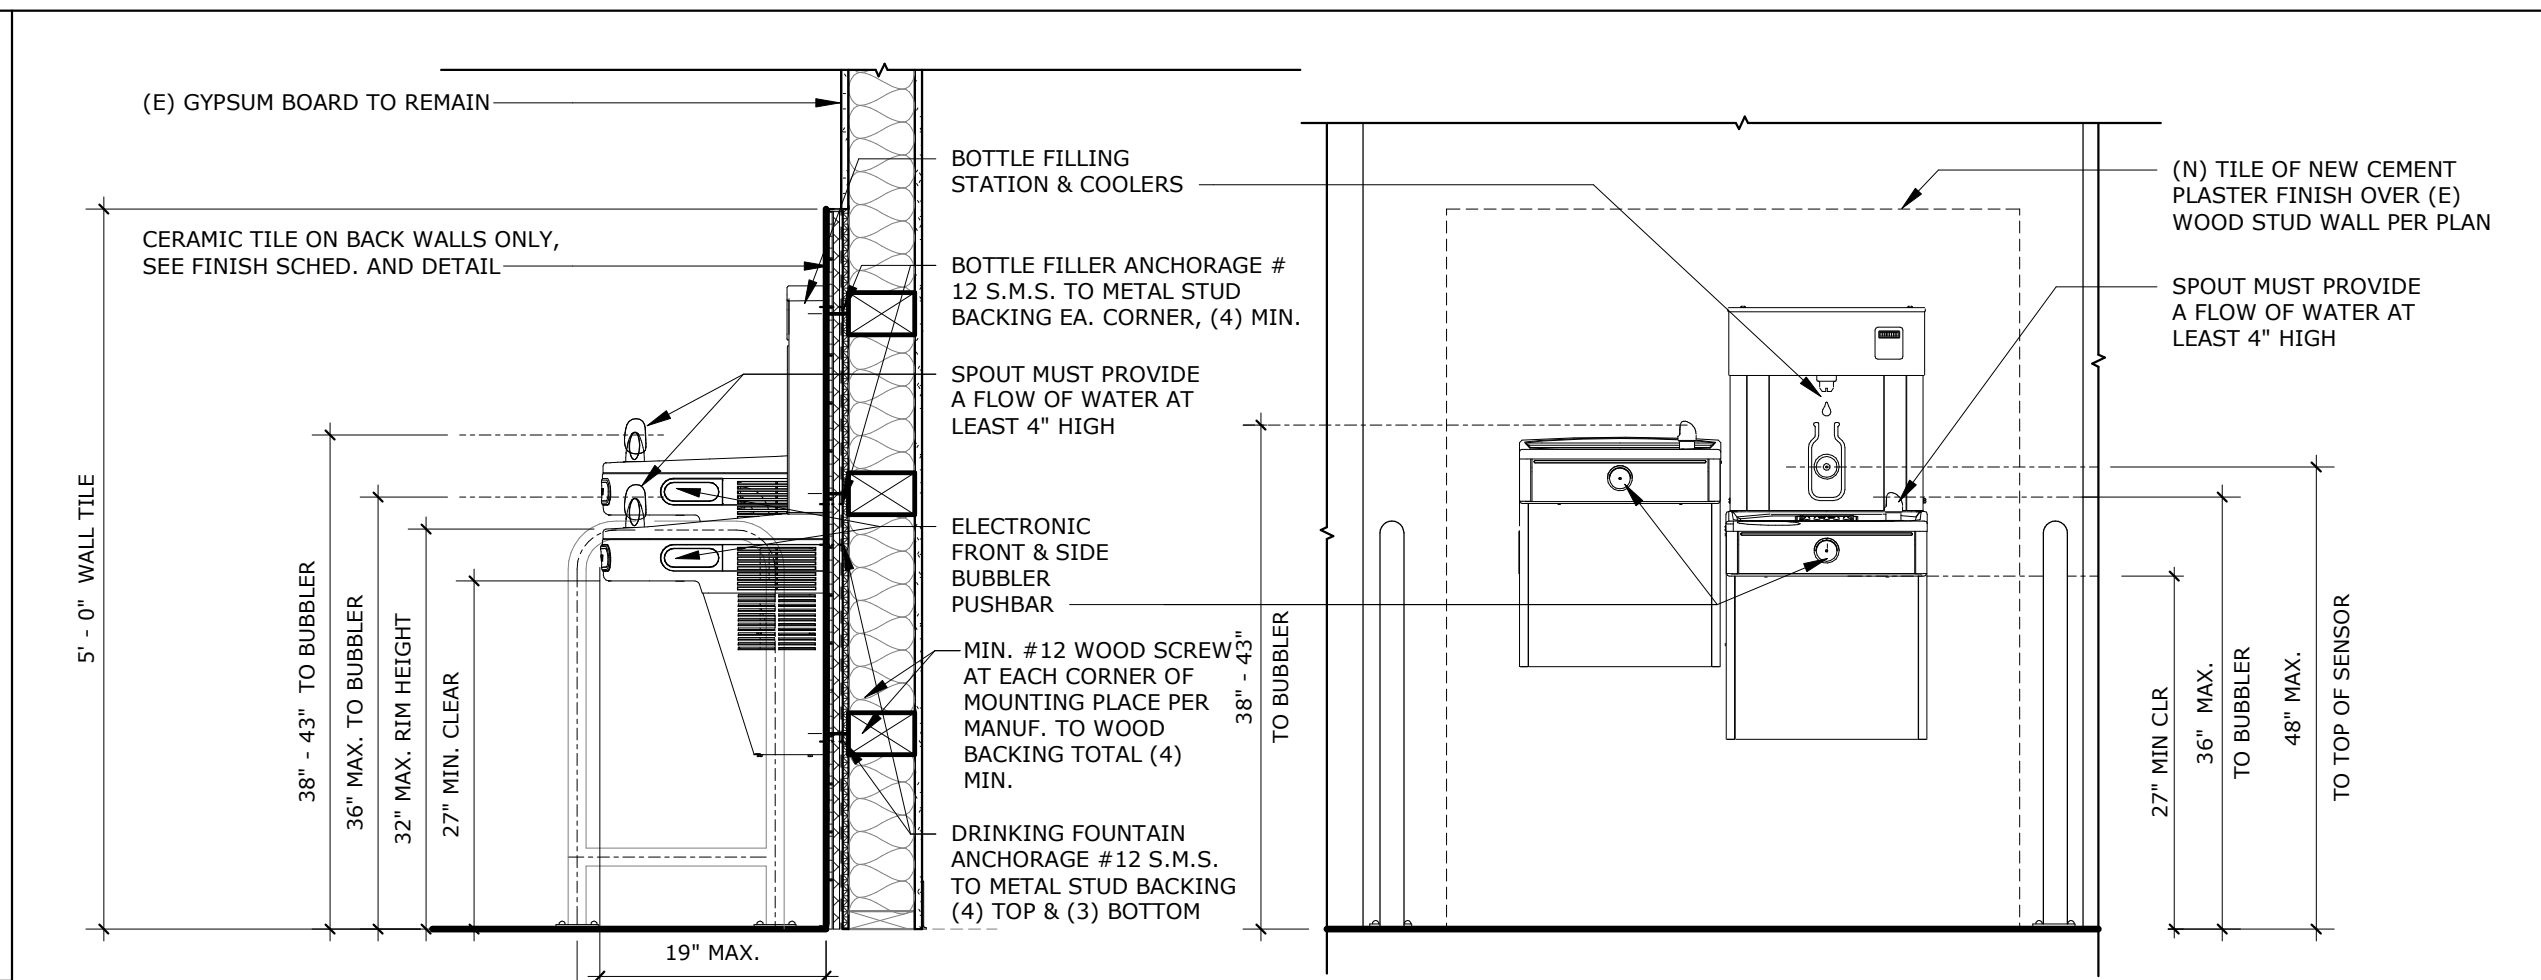 (E) GYPSUM BOARD TO REMAIN
CERAMIC TILE ON BACK WALLS ONLY,
SEE FINISH SCHED. AND DETAIL
5' - 0" WALL TILE
38" - 43" TO BUBBLER
36" MAX. TO BUBBLER
32" MAX. RIM HEIGHT
27" MIN. CLEAR
19" MAX.
BOTTLE FILLING
STATION & COOLERS
BOTTLE FILLER ANCHORAGE #
12 S.M.S. TO METAL STUD
BACKING EA. CORNER, (4) MIN.
SPOUT MUST PROVIDE
A FLOW OF WATER AT
LEAST 4" HIGH
ELECTRONIC
FRONT & SIDE
BUBBLER
PUSHBAR
MIN. #12 WOOD SCREW
AT EACH CORNER OF
MOUNTING PLACE PER
MANUF. TO WOOD
BACKING TOTAL (4)
MIN.
DRINKING FOUNTAIN
ANCHORAGE #12 S.M.S.
TO METAL STUD BACKING
(4) TOP & (3) BOTTOM
38" - 43"
TO BUBBLER
(N) TILE OF NEW CEMENT
PLASTER FINISH OVER (E)
WOOD STUD WALL PER PLAN
SPOUT MUST PROVIDE
A FLOW OF WATER AT
LEAST 4" HIGH
27" MIN CLR
36" MAX.
TO BUBBLER
48" MAX.
TO TOP OF SENSOR